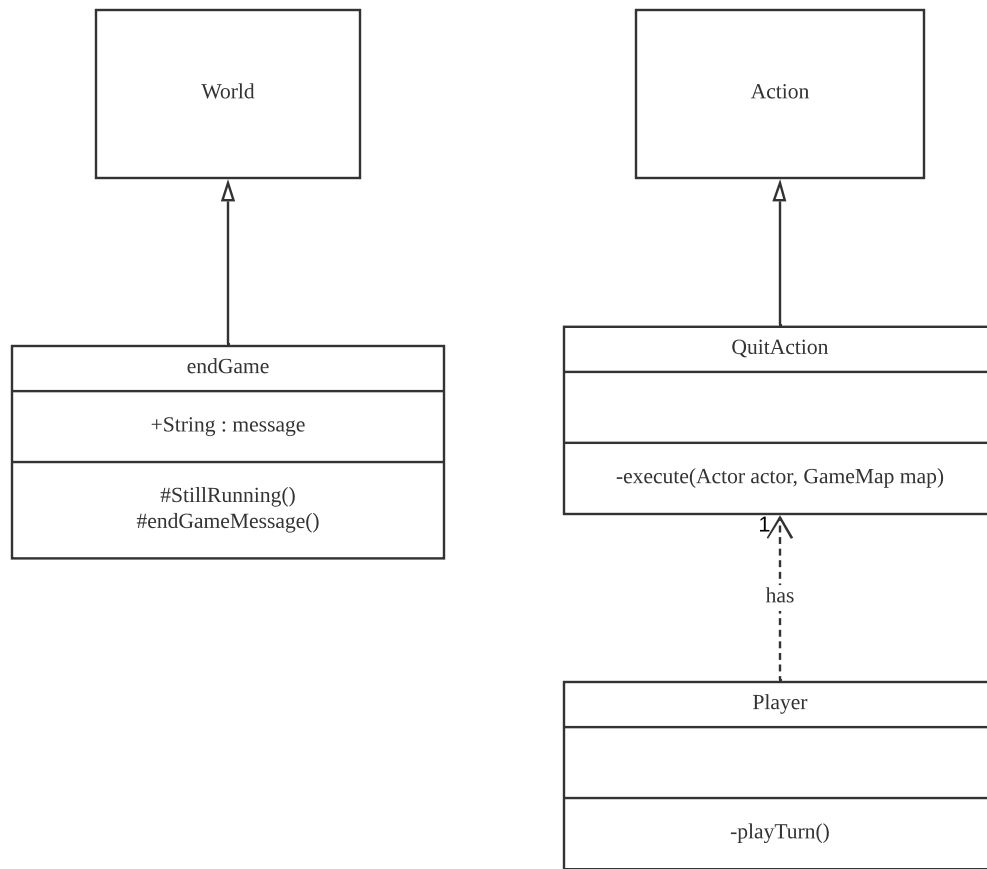 World
Action
endGame
+String : message
#StillRunning()
#endGameMessage()
QuitAction
-execute(Actor actor, GameMap map)
1
has
Player
-playTurn()